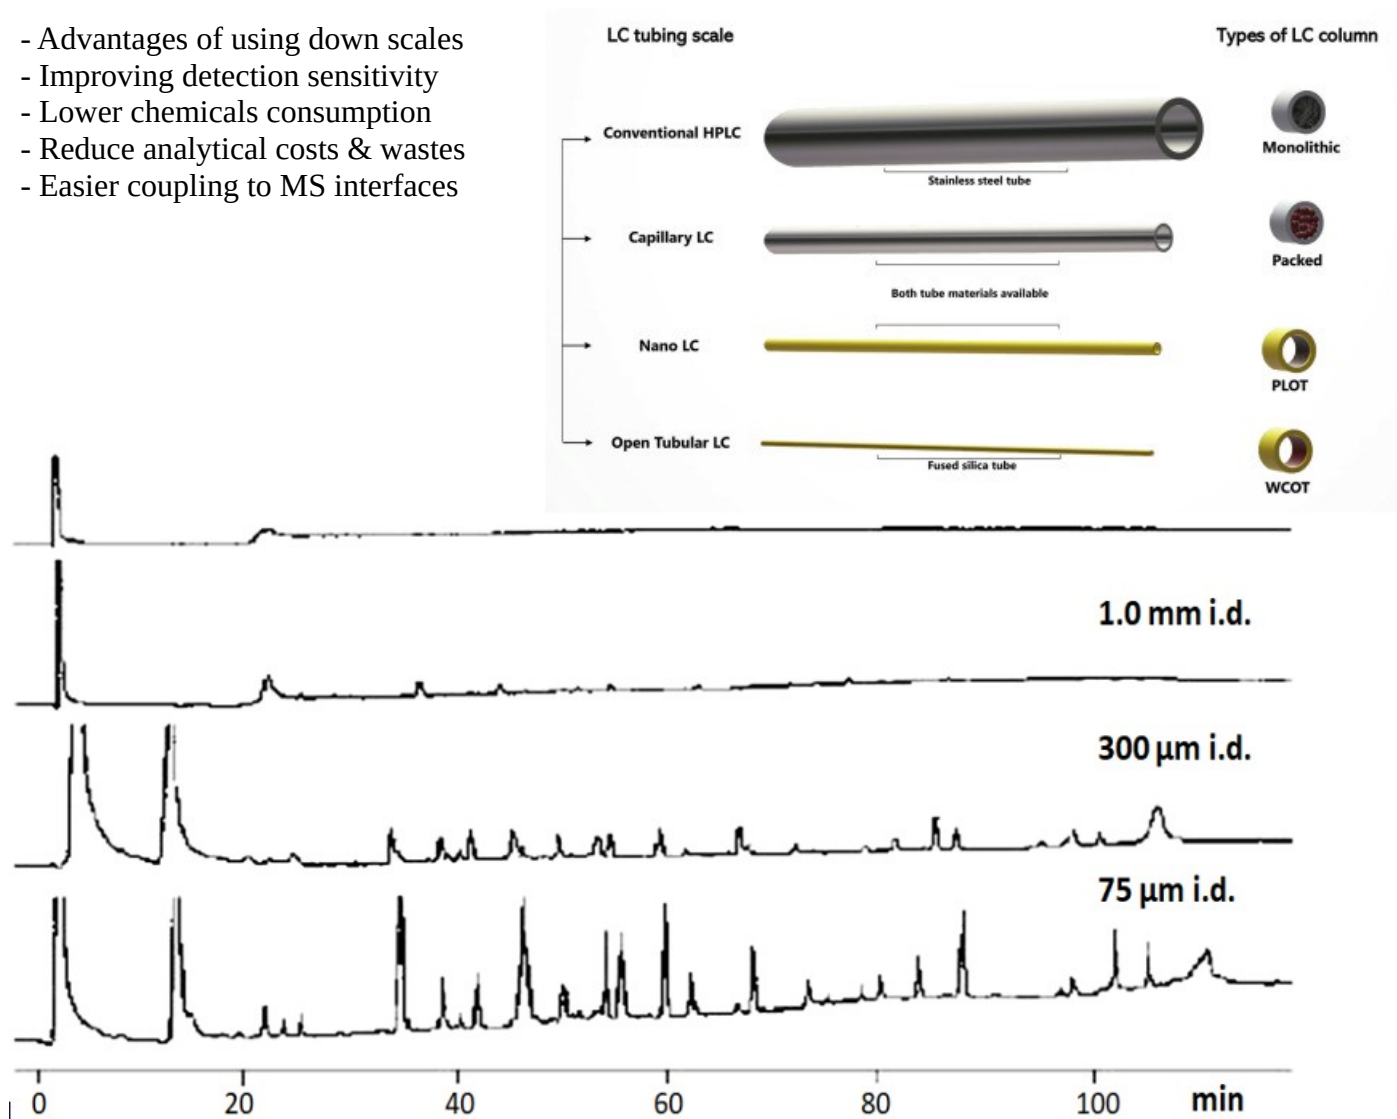 - Advantages of using down scales
- Improving detection sensitivity
- Lower chemicals consumption
- Reduce analytical costs & wastes
- Easier coupling to MS interfaces
LC tubing scale
Types of LC column
Conventional HPLC
Stainless steel tube
Monolithic
Capillary LC
Packed
Both tube materials available
Nano LC
PLOT
Open Tubular LC
Fused silica tube
WCOT
1.0 mm i.d.
300 µm i.d.
75 µm i.d.
0 20 40 60 80 100 min